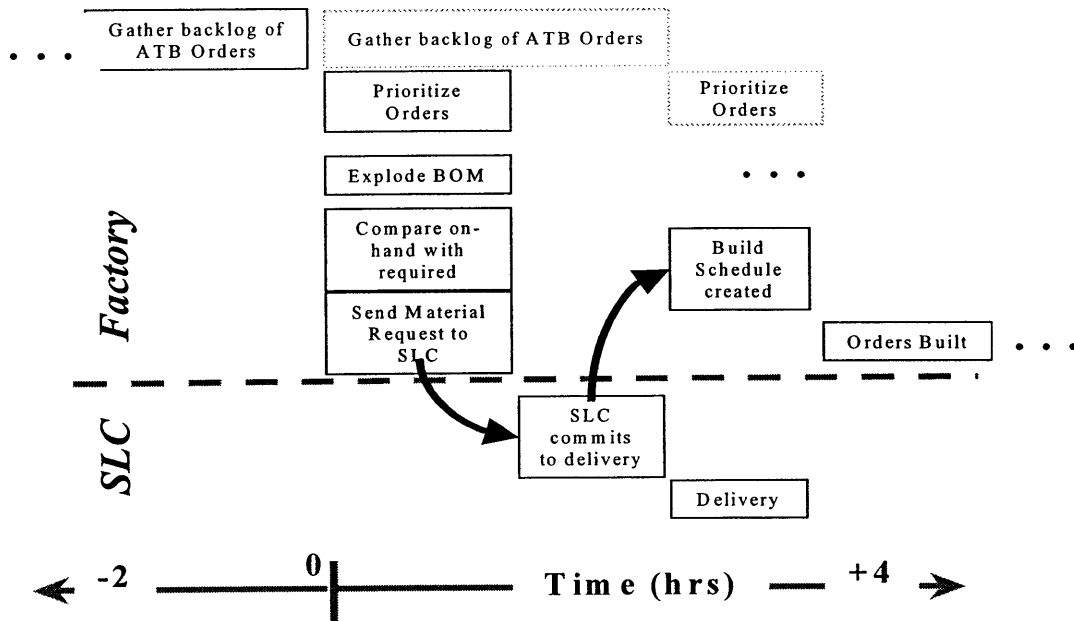 Gather backlog of
ATB Orders
Gather backlog of ATB Orders
. . .
Prioritize
Orders
Prioritize
Orders
Explode BOM
. . .
Factory
Compare on-
hand with
required
Build
Schedule
created
Send Material
Request to
SLC
Orders Built
. . .
SLC
SLC
commits
to delivery
Delivery
-2
0
Time (hrs)
+4